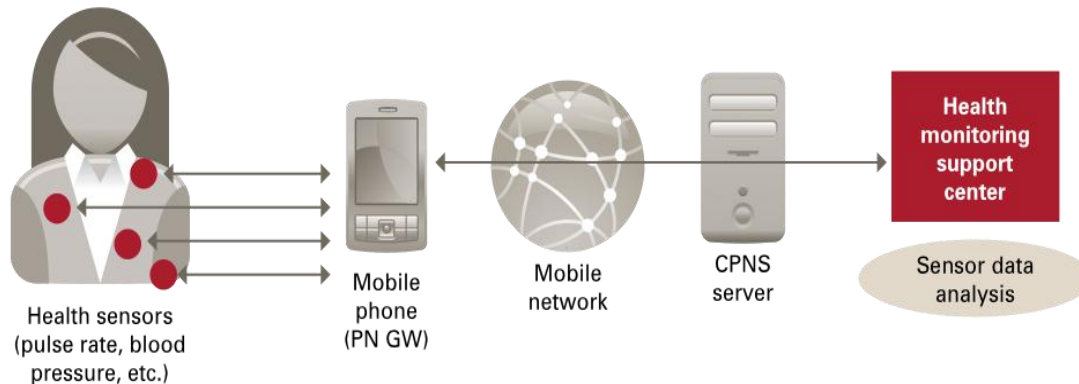 Health sensors
(pulse rate, blood
pressure, etc.)
Mobile
phone
(PN GW)
Mobile
network
CPNS
server
Health
monitoring
support
center
Sensor data
analysis